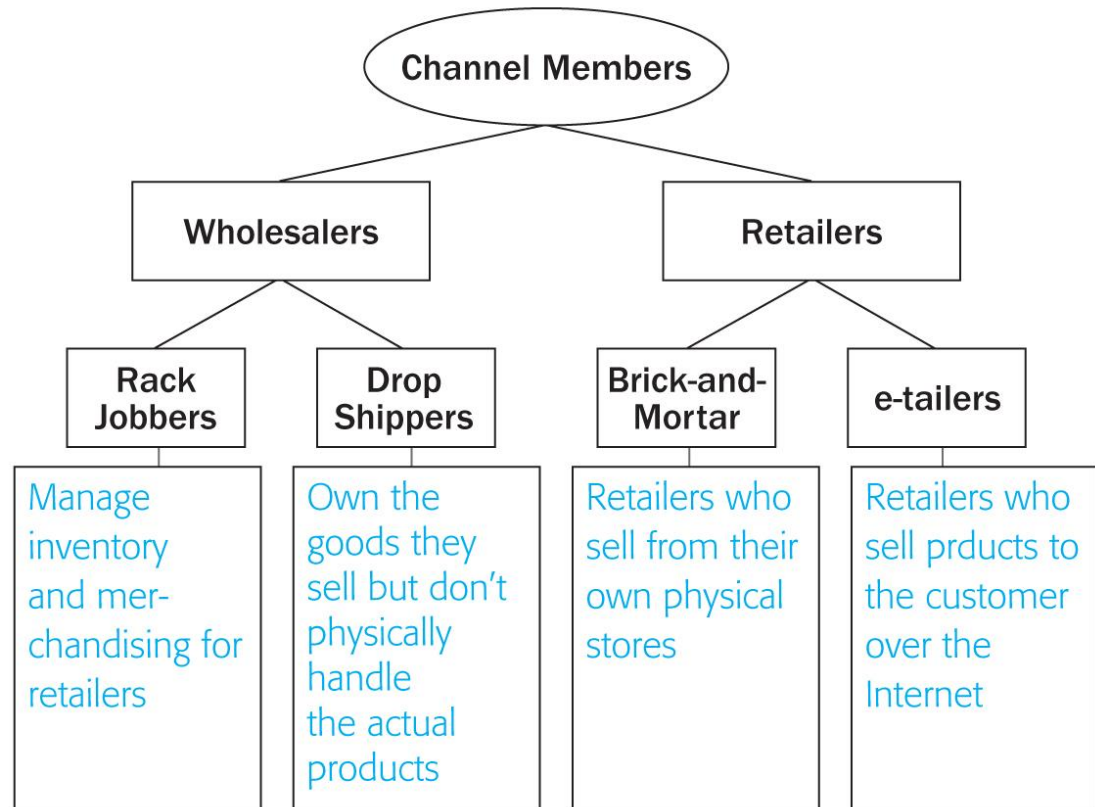 Channel Members
Wholesalers
Retailers
Rack
Jobbers
Drop
Shippers
Brick-and-
Mortar
e-tailers
Manage
inventory
and mer-
chandising for
retailers
Own the
goods they
sell but don't
physically
handle
the actual
products
Retailers who
sell from their
own physical
stores
Retailers who
sell prducts to
the customer
over the
Internet